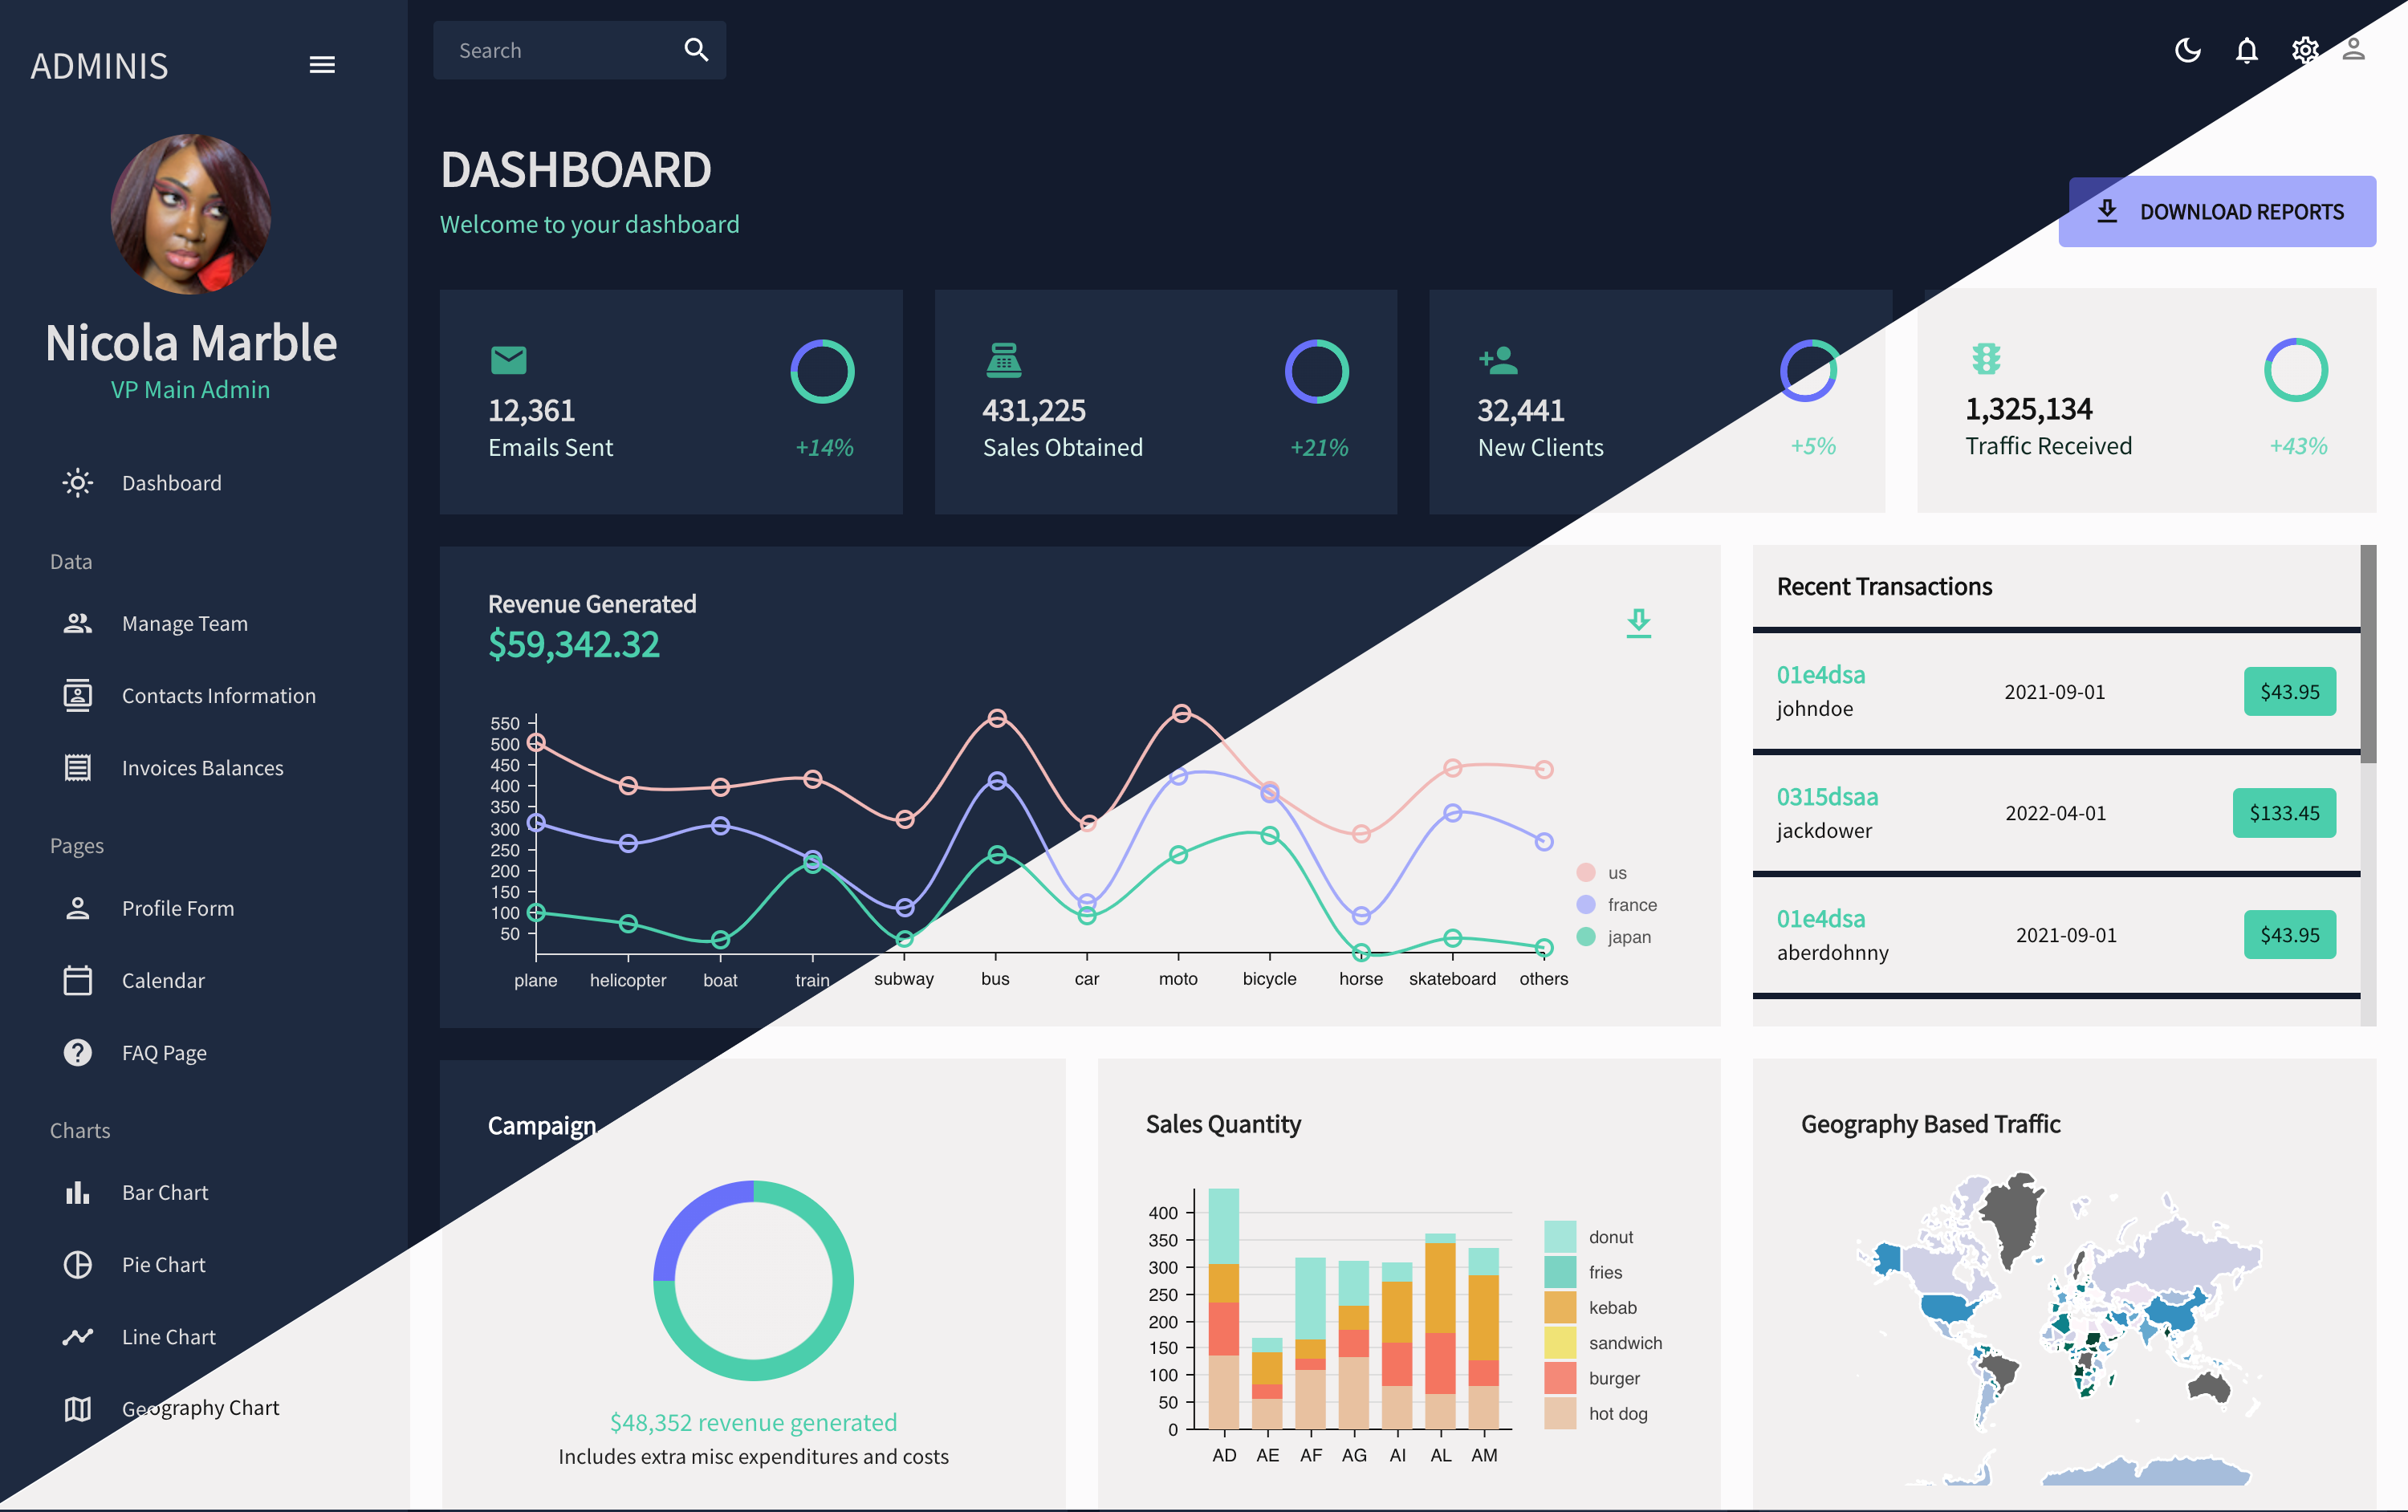 ADMINIS
Search
Nicola Marble
VP Main Admin
Dashboard
Data
Manage Team
Contacts Information
Invoices Balances
Pages
Profile Form
Calendar
FAQ Page
Charts
Bar Chart
Pie Chart
Line Chart
Geography Chart
DASHBOARD
Welcome to your dashboard
DOWNLOAD REPORTS
12,361
Emails Sent
+14%
431,225
Sales Obtained
+21%
32,441
New Clients
+5%
1,325,134
Traffic Received
+43%
Revenue Generated
$59,342.32
550
500
450
400
350
300
250
200
150
100
50
plane helicopter boat train subway bus car moto bicycle horse skateboard others
us
france
japan
Recent Transactions
01e4dsa
johndoe
2021-09-01
$43.95
0315dsaa
jackdower
2022-04-01
$133.45
01e4dsa
aberdohnny
2021-09-01
$43.95
Campaign
$48,352 revenue generated
Includes extra misc expenditures and costs
Sales Quantity
400
350
300
250
200
150
100
50
0
AD AE AF AG AI AL AM
donut
fries
kebab
sandwich
burger
hot dog
Geography Based Traffic